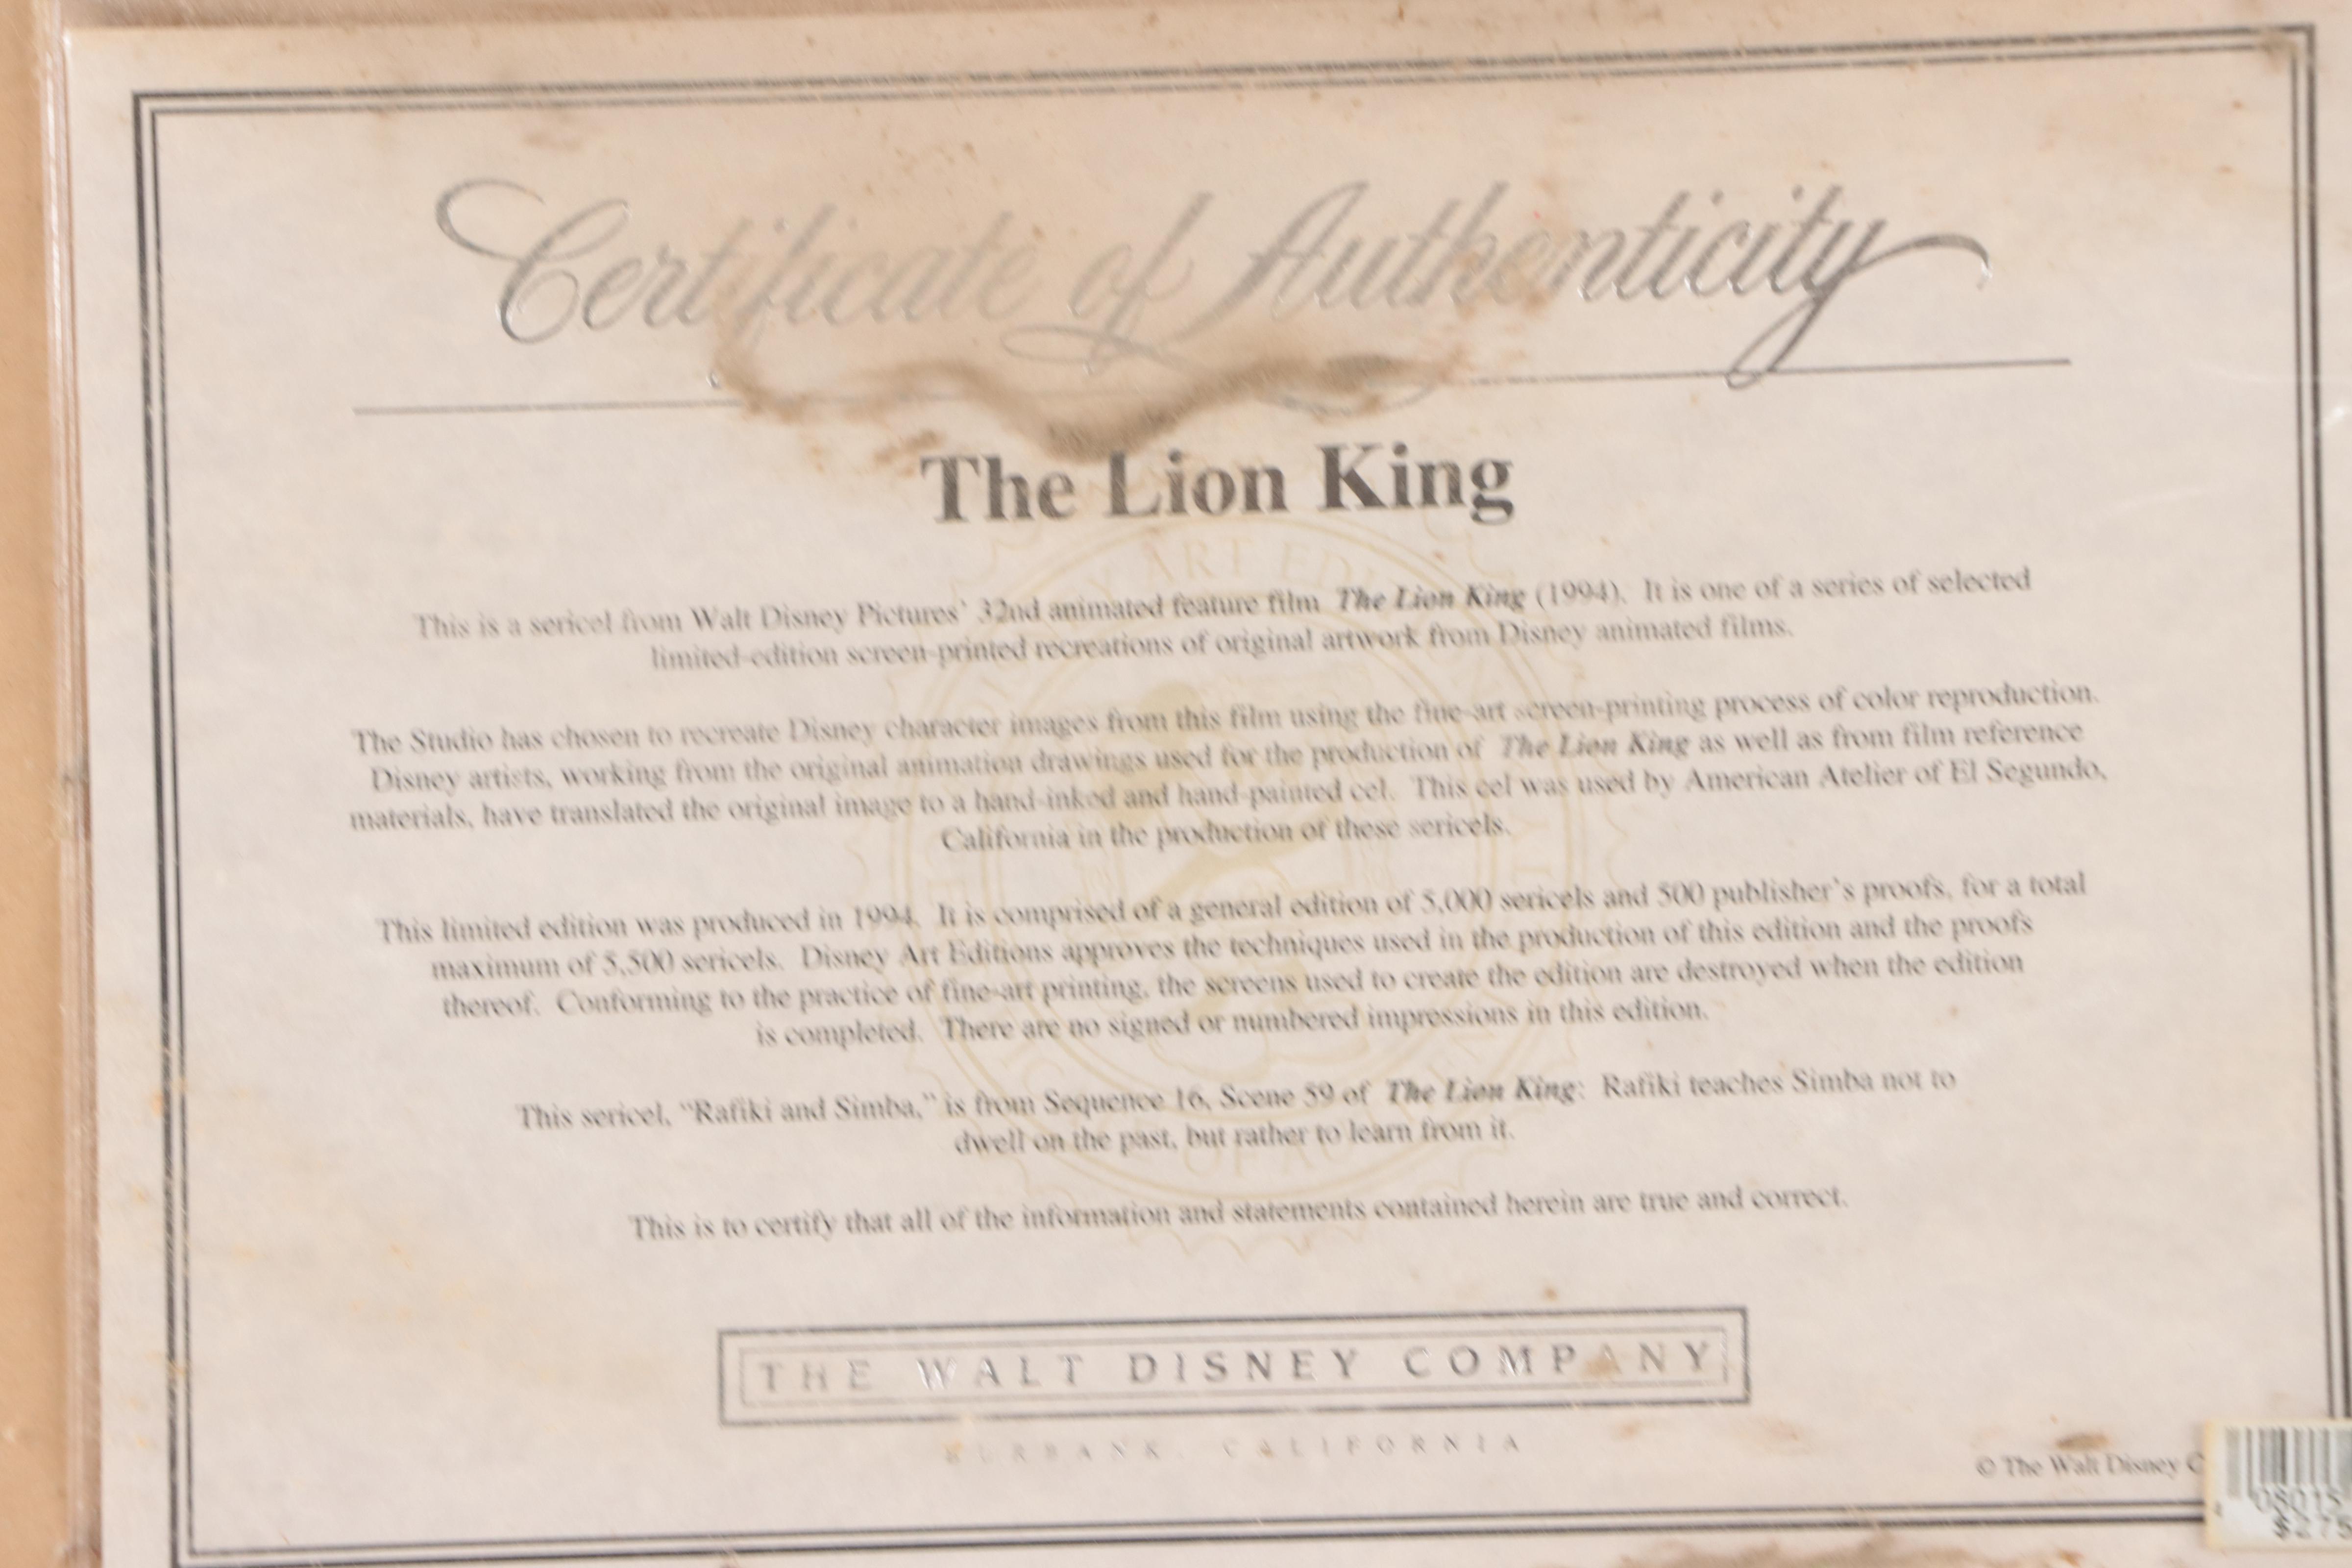 Certificate of Authenticity
The Lion King
This is a sericel from Walt Disney Pictures' 32nd animated feature film The Lion King (1994). It is one of a series of selected
limited-edition screen-printed recreations of original artwork from Disney animated films.
The Studio has chosen to recreate Disney character images from this film using the fine-art screen-printing process of color reproduction.
Disney artists, working from the original animation drawings used for the production of The Lion King as well as from film reference
materials, have translated the original image to a hand-inked and hand-painted cel. This cel was used by American Atelier of El Segundo,
California in the production of these sericels.
This limited edition was produced in 1994. It is comprised of a general edition of 5,000 sericels and 500 publisher's proofs, for a total
maximum of 5,500 sericels. Disney Art Editions approves the techniques used in the production of this edition and the proofs
thereof. Conforming to the practice of fine-art printing, the screens used to create the edition are destroyed when the edition
is completed. There are no signed or numbered impressions in this edition.
This sericel, "Rafiki and Simba," is from Sequence 16, Scene 59 of The Lion King: Rafiki teaches Simba not to
dwell on the past, but rather to learn from it.
This is to certify that all of the information and statements contained herein are true and correct.
THE WALT DISNEY COMPANY
BURBANK, CALIFORNIA
© The Walt Disney C